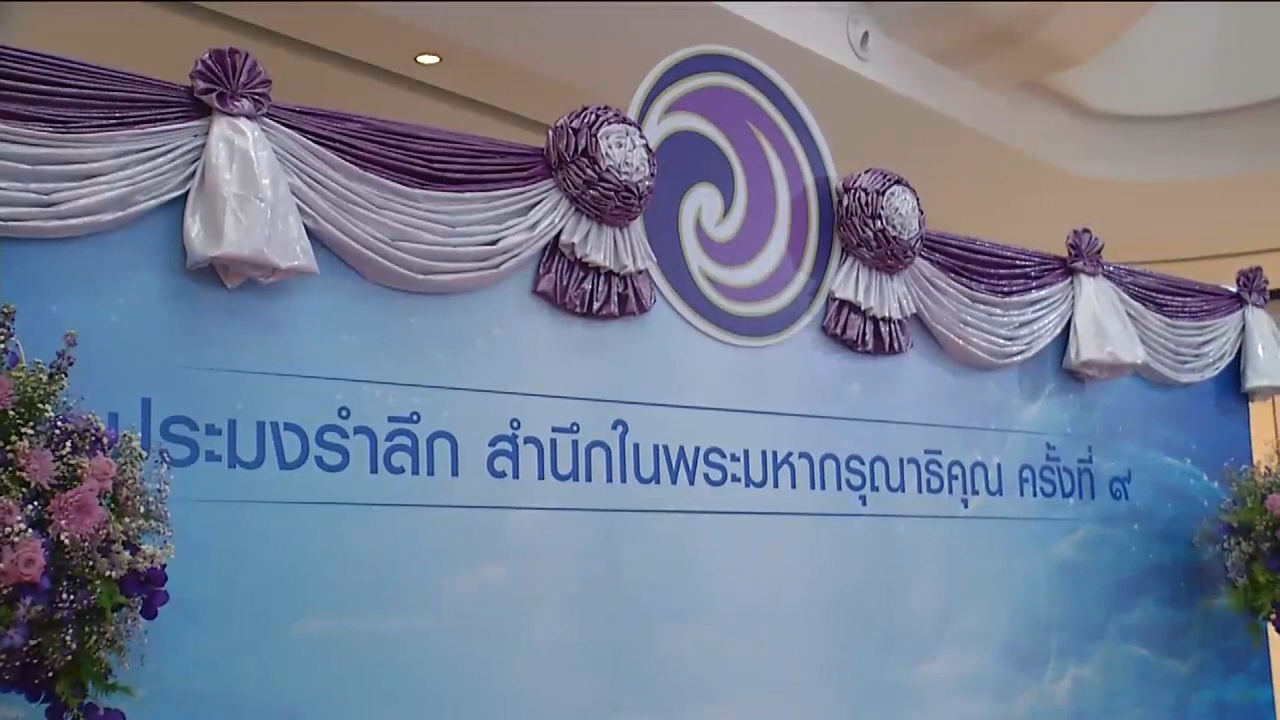 ประมงรำลึก สำนึกในพระมหากรุณาธิคุณ ครั้งที่ ๙